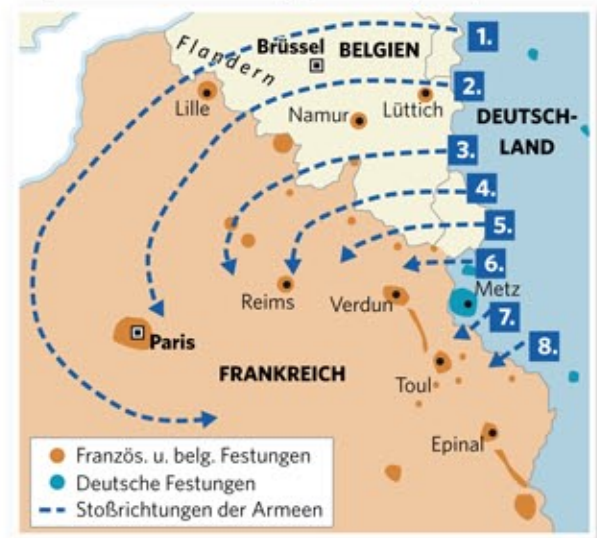 1.
Flandern
Brüssel
BELGIEN
2.
Lille
Namur
Lüttich
DEUTSCH-
LAND
3.
4.
5.
6.
Metz
Reims
Verdun
7.
Paris
8.
FRANKREICH
Toul
Epinal
Französ. u. belg. Festungen
Deutsche Festungen
Stoßrichtungen der Armeen